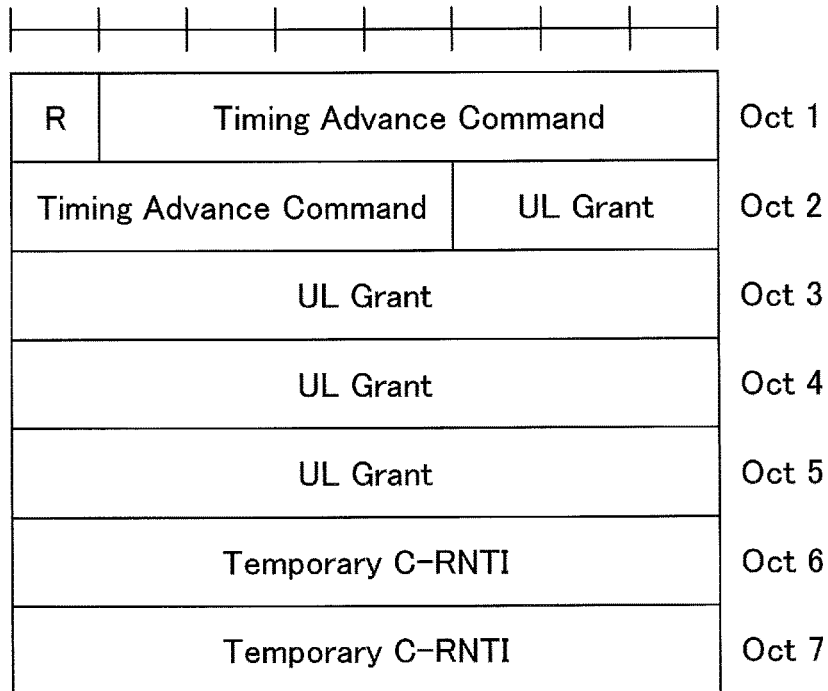 R Timing Advance Command Oct 1
Timing Advance Command UL Grant Oct 2
UL Grant Oct 3
UL Grant Oct 4
UL Grant Oct 5
Temporary C-RNTI Oct 6
Temporary C-RNTI Oct 7